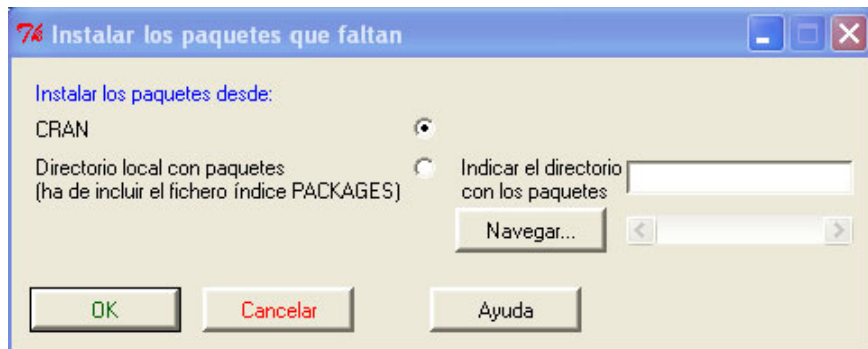 Instalar los paquetes que faltan
Instalar los paquetes desde:
CRAN
Directorio local con paquetes
(ha de incluir el fichero índice PACKAGES)
Indicar el directorio
con los paquetes
Navegar...
OK
Cancelar
Ayuda